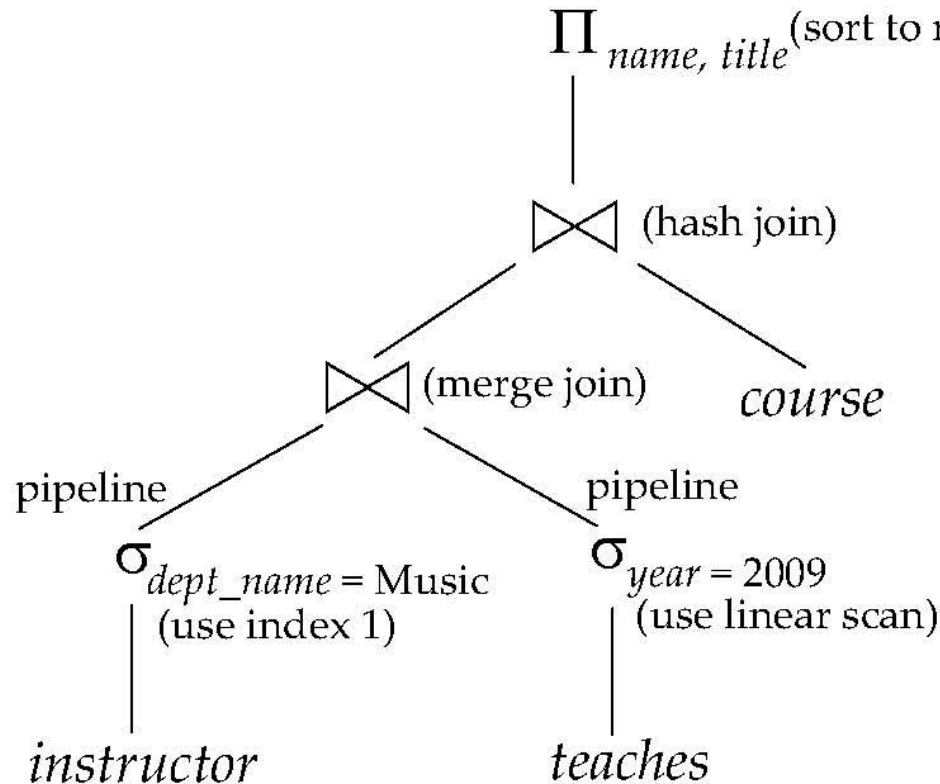 Π name, title (sort to
(hash join)
(merge join)
course
pipeline
pipeline
σ dept_name = Music
(use index 1)
σ year = 2009
(use linear scan)
instructor
teaches